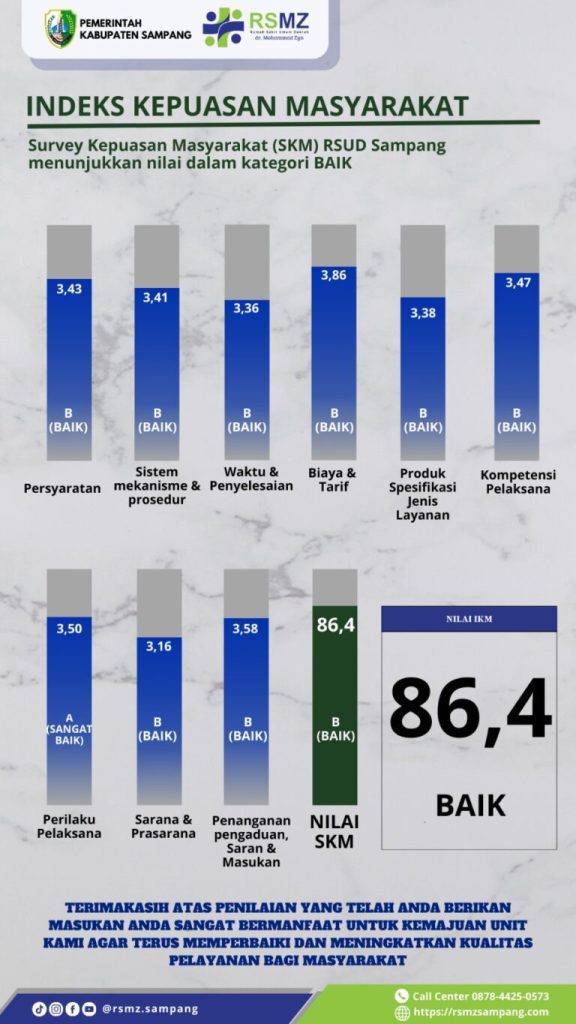 PEMERINTAH
KABUPATEN SAMPANG
RSMZ
Rumah Sakit Umum Daerah
dr. Mohammad Zyn
INDEKS KEPUASAN MASYARAKAT
Survey Kepuasan Masyarakat (SKM) RSUD Sampang
menunjukkan nilai dalam kategori BAIK
3,43
B
(BAIK)
Persyaratan
3,41
B
(BAIK)
Sistem
mekanisme &
prosedur
3,36
B
(BAIK)
Waktu &
Penyelesaian
3,86
B
(BAIK)
Biaya &
Tarif
3,38
B
(BAIK)
Produk
Spesifikasi
Jenis
Layanan
3,47
B
(BAIK)
Kompetensi
Pelaksana
3,50
A
(SANGAT
BAIK)
Perilaku
Pelaksana
3,16
B
(BAIK)
Sarana &
Prasarana
3,58
B
(BAIK)
Penanganan
pengaduan,
Saran &
Masukan
86,4
B
(BAIK)
NILAI
SKM
NILAI IKM
86,4
BAIK
TERIMAKASIH ATAS PENILAIAN YANG TELAH ANDA BERIKAN
MASUKAN ANDA SANGAT BERMANFAAT UNTUK KEMAJUAN UNIT
KAMI AGAR TERUS MEMPERBAIKI DAN MENINGKATKAN KUALITAS
PELAYANAN BAGI MASYARAKAT
@rsmz.sampang
Call Center 0878-4425-0573
https://rsmzsampang.com